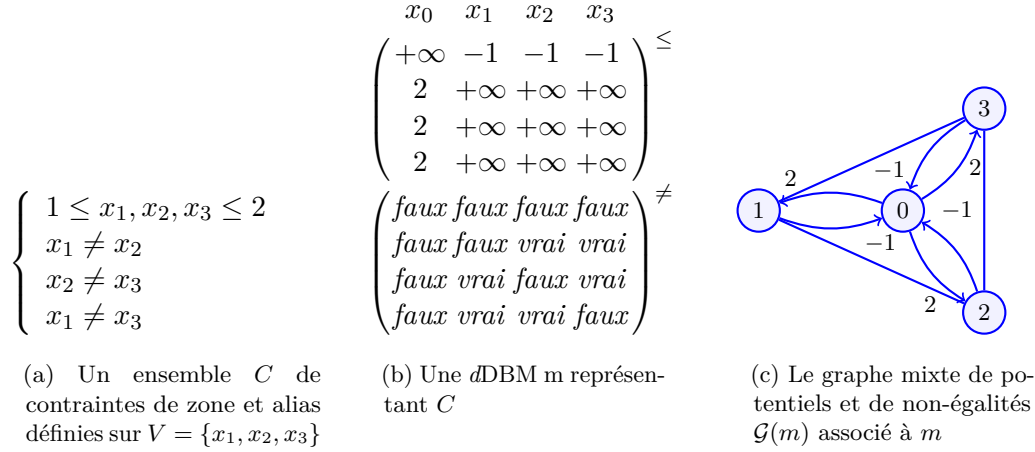 x₀ x₁ x₂ x₃
+∞ −1 −1 −1 ≤
2 +∞ +∞ +∞
2 +∞ +∞ +∞
2 +∞ +∞ +∞
faux faux faux faux ≠
faux faux vrai vrai
faux vrai faux vrai
faux vrai vrai faux
1 ≤ x₁, x₂, x₃ ≤ 2
x₁ ≠ x₂
x₂ ≠ x₃
x₁ ≠ x₃
3
2 −1 2
1 0 −1
−1
2 2
(a) Un ensemble C de
contraintes de zone et alias
définies sur V = {x₁, x₂, x₃}
(b) Une dDBM m représen-
tant C
(c) Le graphe mixte de po-
tentiels et de non-égalités
𝒢(m) associé à m